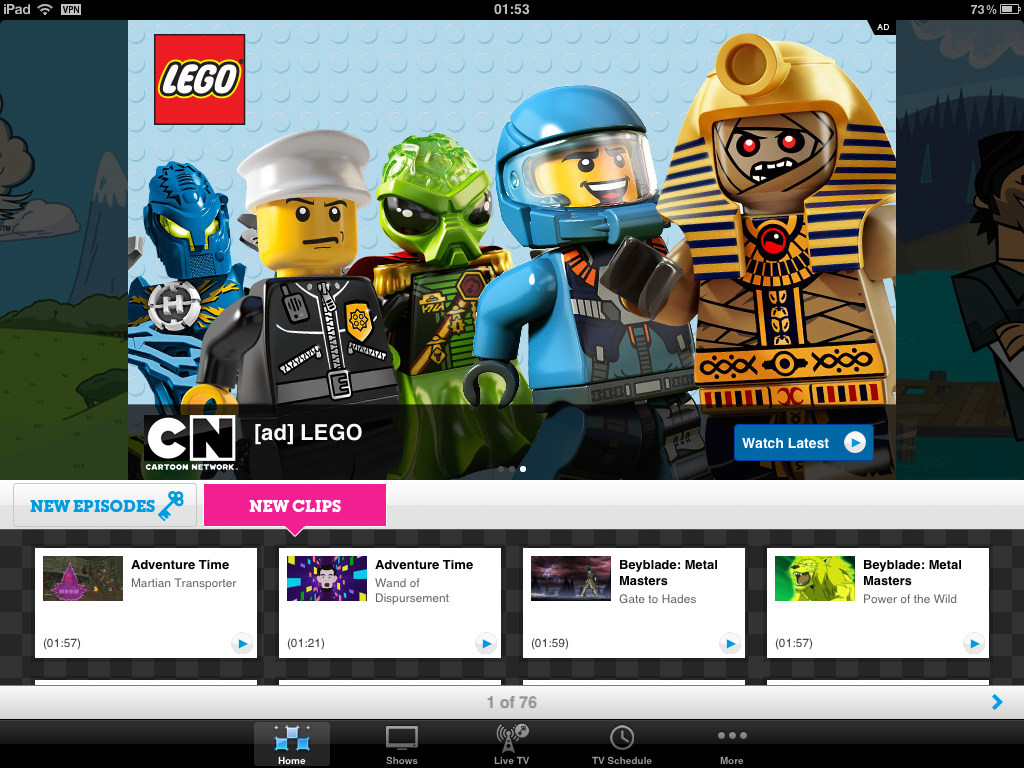 iPad VPN 01:53 73%
AD
LEGO
H
CN
CARTOON NETWORK.
[ad] LEGO
Watch Latest
NEW EPISODES NEW CLIPS
Adventure Time
Martian Transporter
(01:57)
Adventure Time
Wand of
Dispursement
(01:21)
Beyblade: Metal
Masters
Gate to Hades
(01:59)
Beyblade: Metal
Masters
Power of the Wild
(01:57)
1 of 76
Home Shows Live TV TV Schedule More